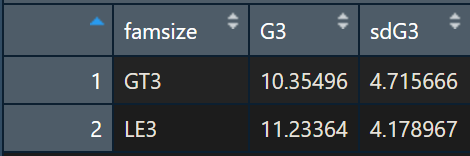 famsize G3 sdG3
1 GT3 10.35496 4.715666
2 LE3 11.23364 4.178967